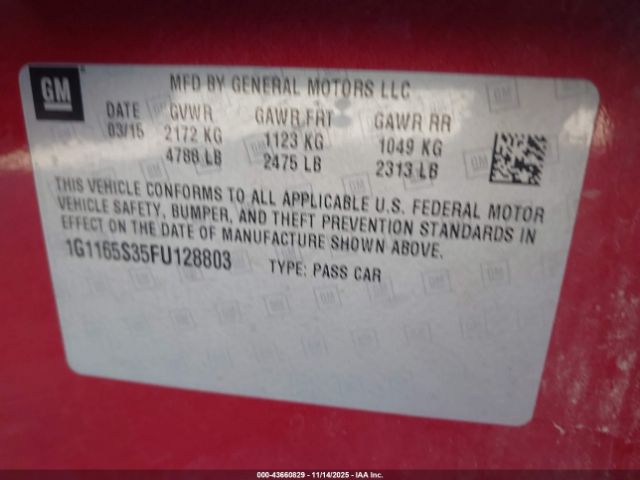 GM
MFD BY GENERAL MOTORS LLC
DATE GVWR GAWR FRT GAWR RR
03/15 2172 KG 1123 KG 1049 KG
4788 LB 2475 LB 2313 LB
THIS VEHICLE CONFORMS TO ALL APPLICABLE U.S. FEDERAL MOTOR
VEHICLE SAFETY, BUMPER, AND THEFT PREVENTION STANDARDS IN
EFFECT ON THE DATE OF MANUFACTURE SHOWN ABOVE.
1G1165S35FU128803 TYPE: PASS CAR
000-43660829 - 11/14/2025 - IAA Inc.